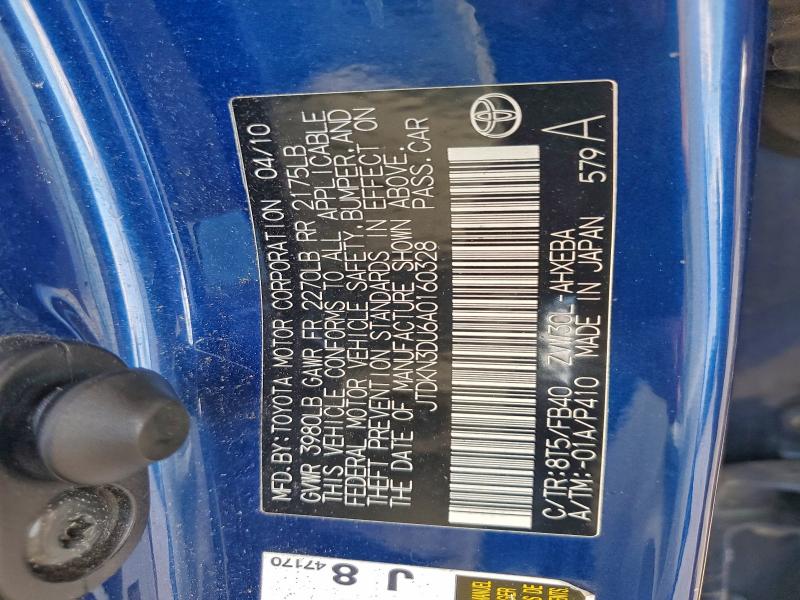 MFD. BY: TOYOTA MOTOR CORPORATION 04/10
GVWR 3980LB GAWR FR 2270LB RR 2175LB
THIS VEHICLE CONFORMS TO ALL APPLICABLE
FEDERAL MOTOR VEHICLE SAFETY, BUMPER, AND
THEFT PREVENTION STANDARDS IN EFFECT ON
THE DATE OF MANUFACTURE SHOWN ABOVE.
JTDKN3DU6A0160328 PASS. CAR
C/TR: 8T5/FB40 ZVW30L-AHXEBA
A/TM: -01A/P410 MADE IN JAPAN 579 A
J 8
47170